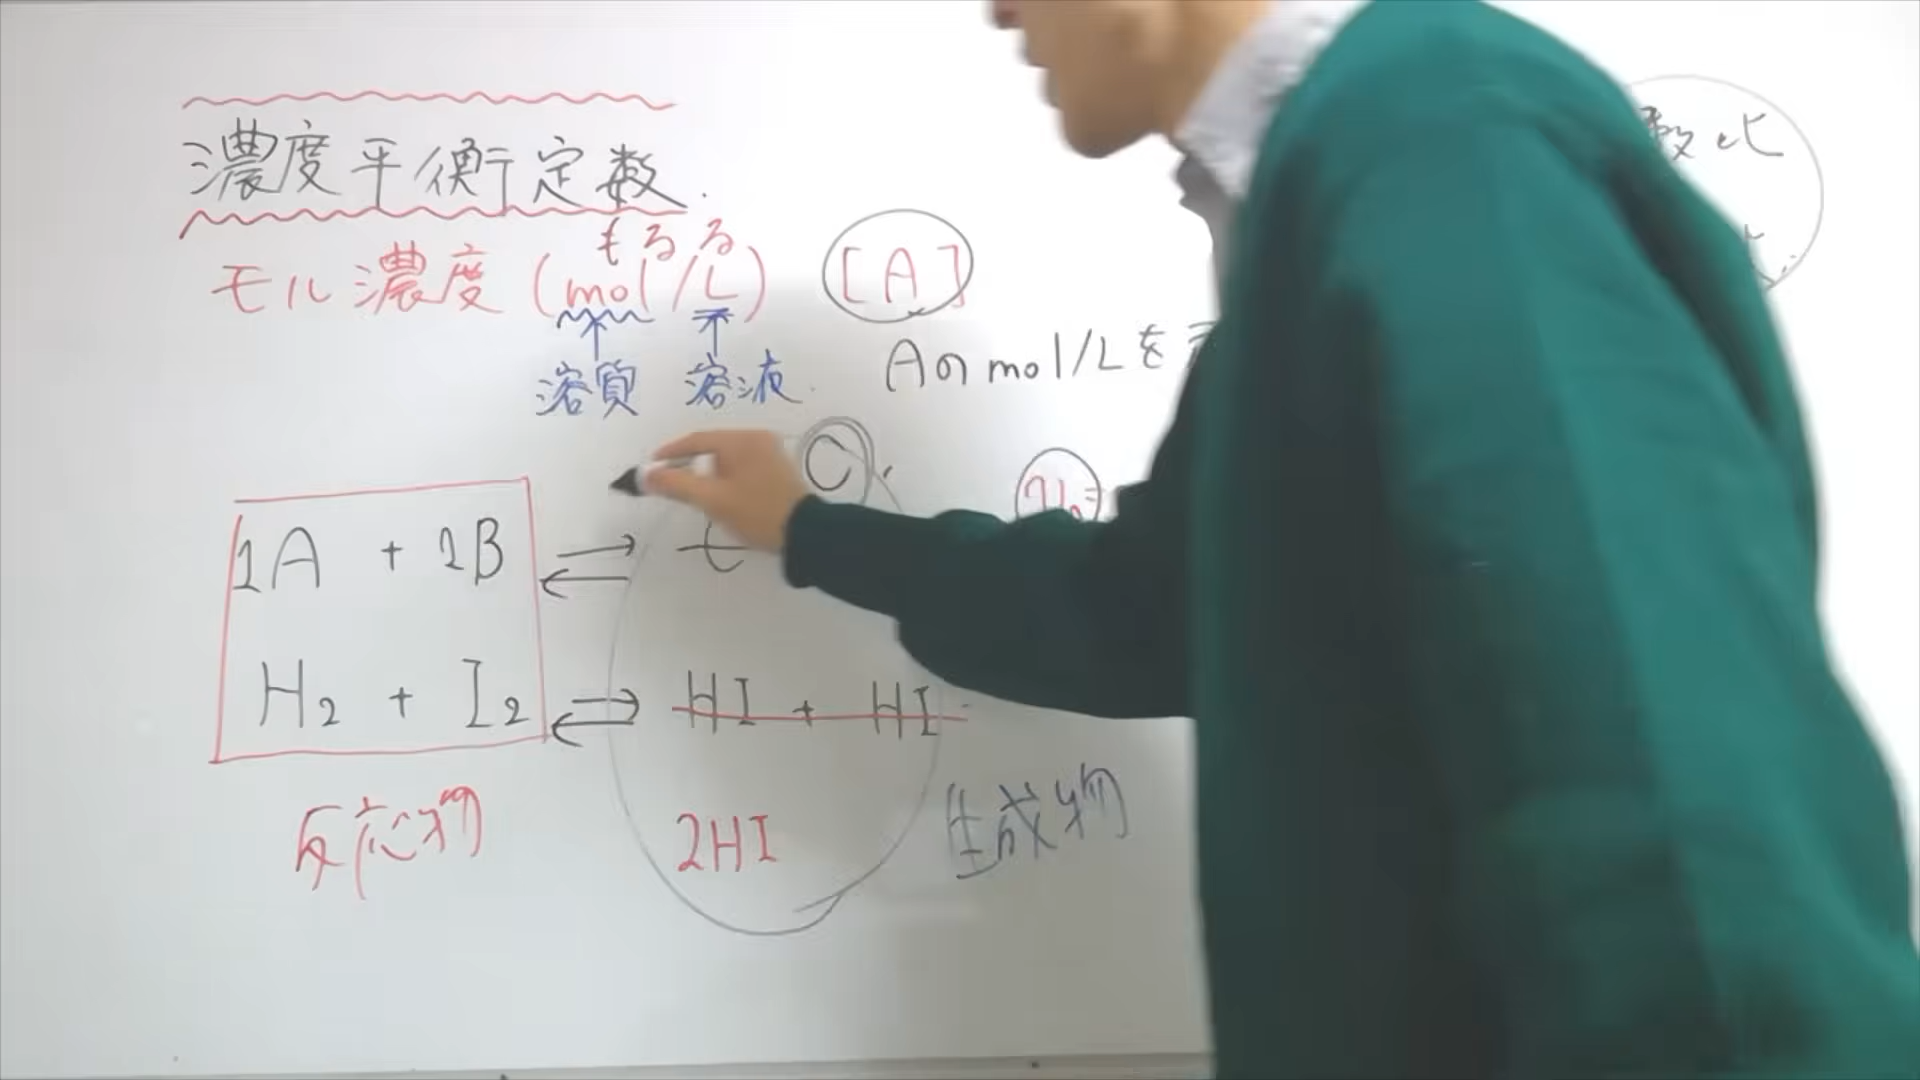 濃度平衡定数.
もるる
モル濃度(mol/L) [A]
溶質 溶液
Aのmol/Lを
数比
C
1A + 1B ⇄
H₂ + I₂ ⇄ HI + HI
反応物 2HI 生成物